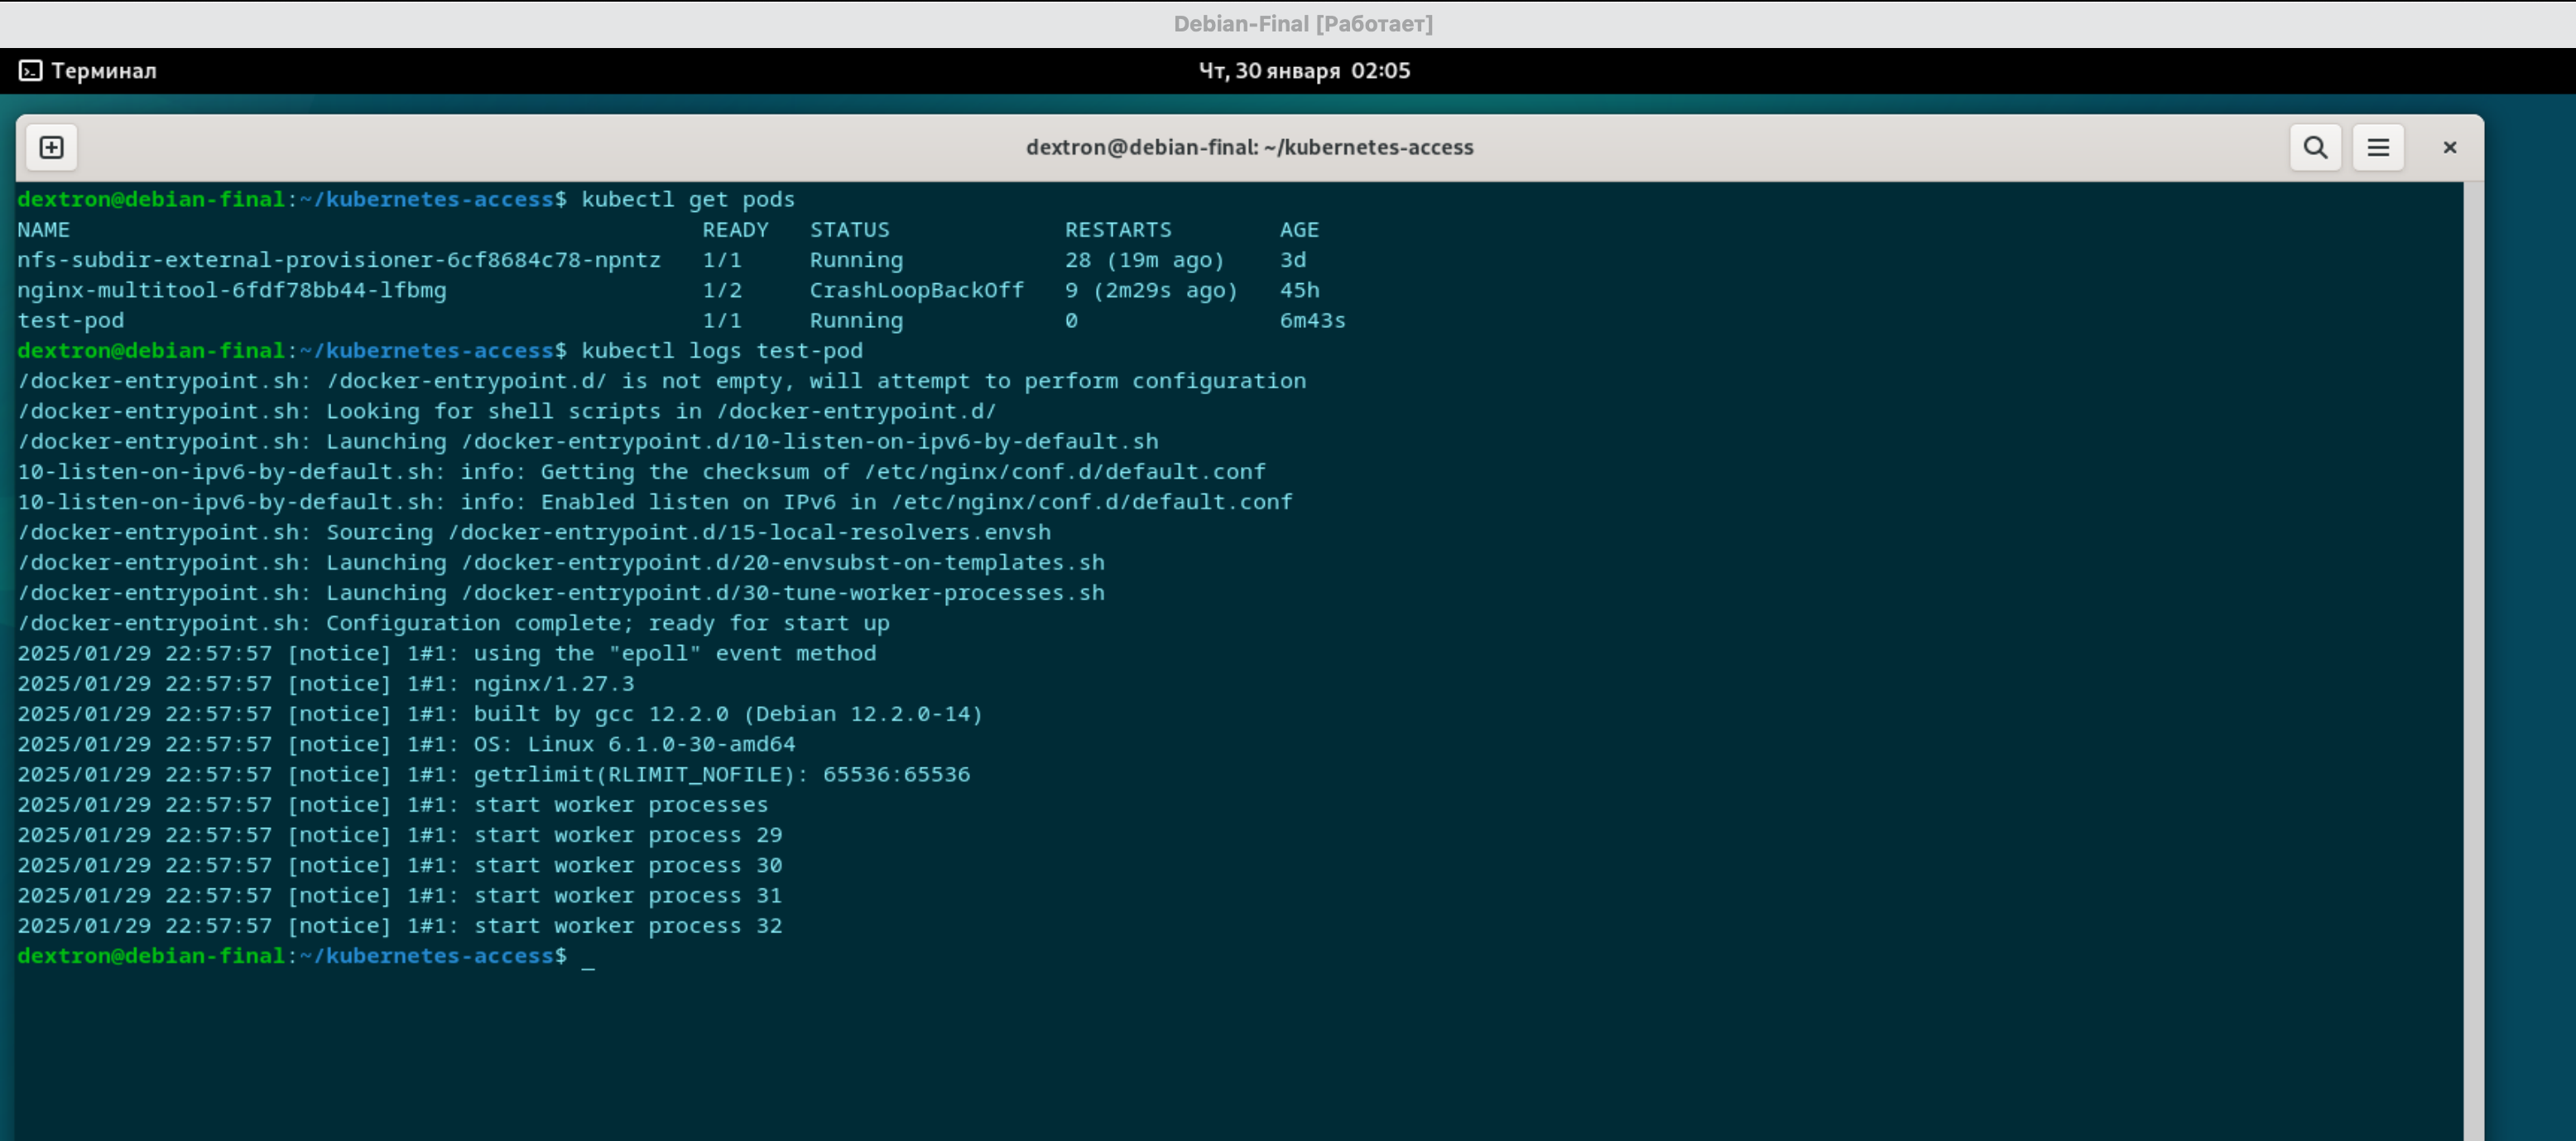 Debian-Final [Работает]
Терминал
Чт, 30 января 02:05
dextron@debian-final: ~/kubernetes-access
dextron@debian-final:~/kubernetes-access$ kubectl get pods
NAME READY STATUS RESTARTS AGE
nfs-subdir-external-provisioner-6cf8684c78-npntz 1/1 Running 28 (19m ago) 3d
nginx-multitool-6fdf78bb44-lfbmg 1/2 CrashLoopBackOff 9 (2m29s ago) 45h
test-pod 1/1 Running 0 6m43s
dextron@debian-final:~/kubernetes-access$ kubectl logs test-pod
/docker-entrypoint.sh: /docker-entrypoint.d/ is not empty, will attempt to perform configuration
/docker-entrypoint.sh: Looking for shell scripts in /docker-entrypoint.d/
/docker-entrypoint.sh: Launching /docker-entrypoint.d/10-listen-on-ipv6-by-default.sh
10-listen-on-ipv6-by-default.sh: info: Getting the checksum of /etc/nginx/conf.d/default.conf
10-listen-on-ipv6-by-default.sh: info: Enabled listen on IPv6 in /etc/nginx/conf.d/default.conf
/docker-entrypoint.sh: Sourcing /docker-entrypoint.d/15-local-resolvers.envsh
/docker-entrypoint.sh: Launching /docker-entrypoint.d/20-envsubst-on-templates.sh
/docker-entrypoint.sh: Launching /docker-entrypoint.d/30-tune-worker-processes.sh
/docker-entrypoint.sh: Configuration complete; ready for start up
2025/01/29 22:57:57 [notice] 1#1: using the "epoll" event method
2025/01/29 22:57:57 [notice] 1#1: nginx/1.27.3
2025/01/29 22:57:57 [notice] 1#1: built by gcc 12.2.0 (Debian 12.2.0-14)
2025/01/29 22:57:57 [notice] 1#1: OS: Linux 6.1.0-30-amd64
2025/01/29 22:57:57 [notice] 1#1: getrlimit(RLIMIT_NOFILE): 65536:65536
2025/01/29 22:57:57 [notice] 1#1: start worker processes
2025/01/29 22:57:57 [notice] 1#1: start worker process 29
2025/01/29 22:57:57 [notice] 1#1: start worker process 30
2025/01/29 22:57:57 [notice] 1#1: start worker process 31
2025/01/29 22:57:57 [notice] 1#1: start worker process 32
dextron@debian-final:~/kubernetes-access$ _